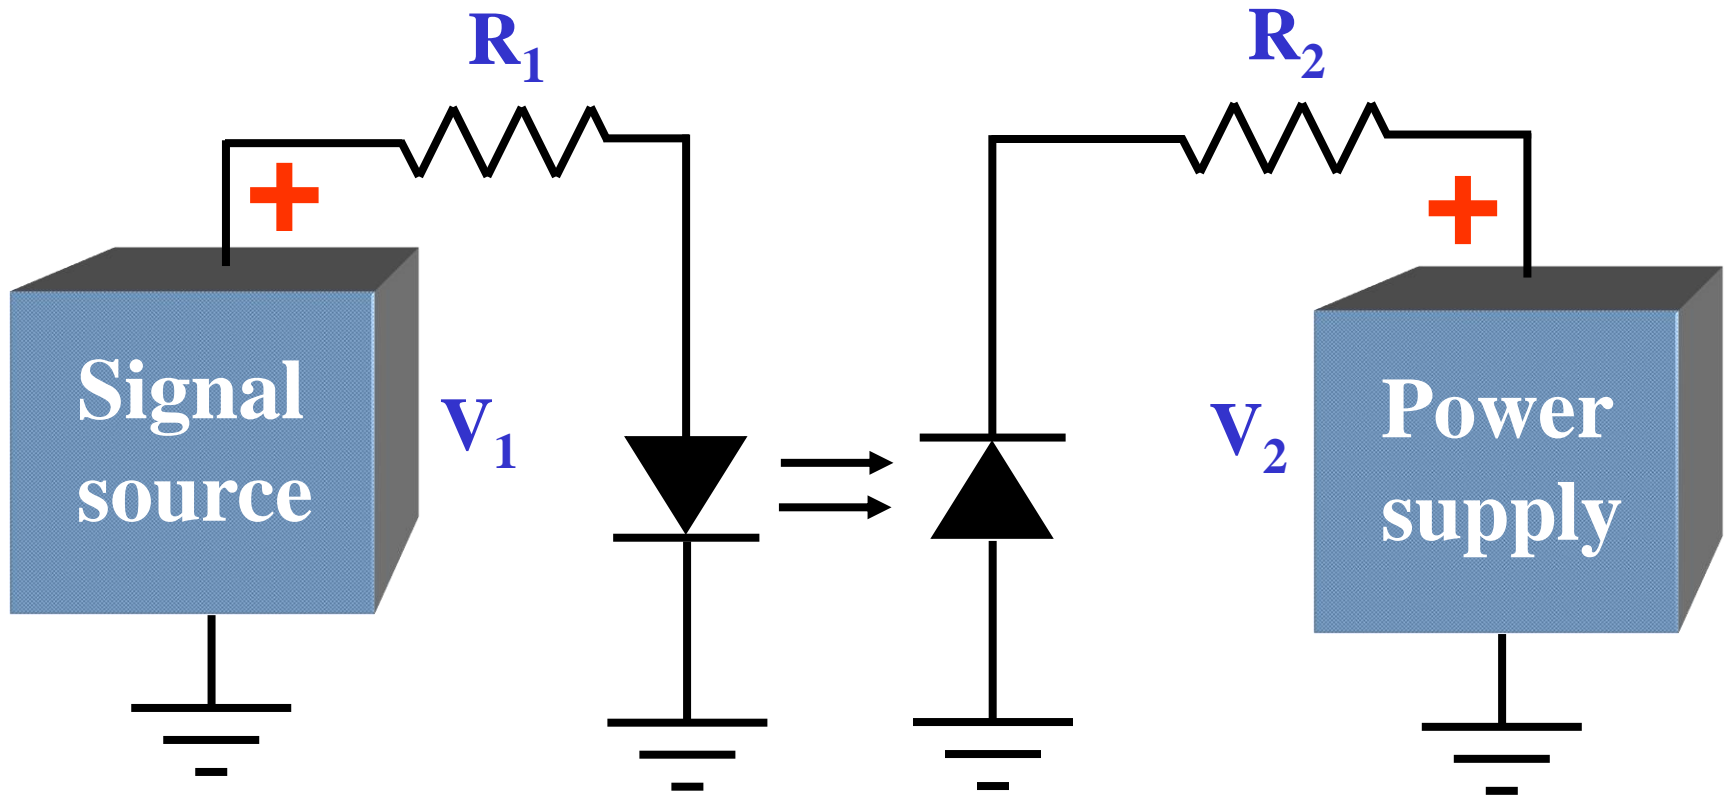 R₁
R₂
+
+
Signal
source
V₁
V₂
Power
supply